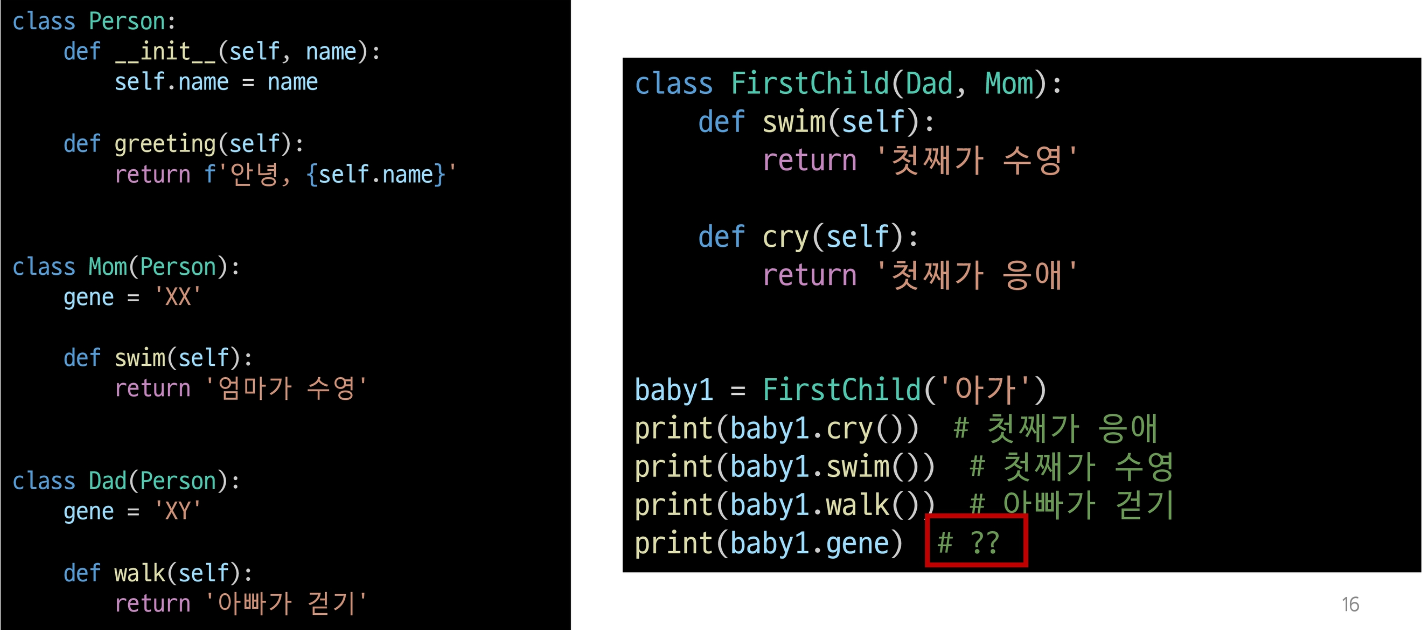 class Person:
    def __init__(self, name):
        self.name = name
    def greeting(self):
        return f'안녕, {self.name}'
class Mom(Person):
    gene = 'XX'
    def swim(self):
        return '엄마가 수영'
class Dad(Person):
    gene = 'XY'
    def walk(self):
        return '아빠가 걷기'
class FirstChild(Dad, Mom):
    def swim(self):
        return '첫째가 수영'
    def cry(self):
        return '첫째가 응애'
baby1 = FirstChild('아가')
print(baby1.cry())  # 첫째가 응애
print(baby1.swim())  # 첫째가 수영
print(baby1.walk())  # 아빠가 걷기
print(baby1.gene)  # ??
16